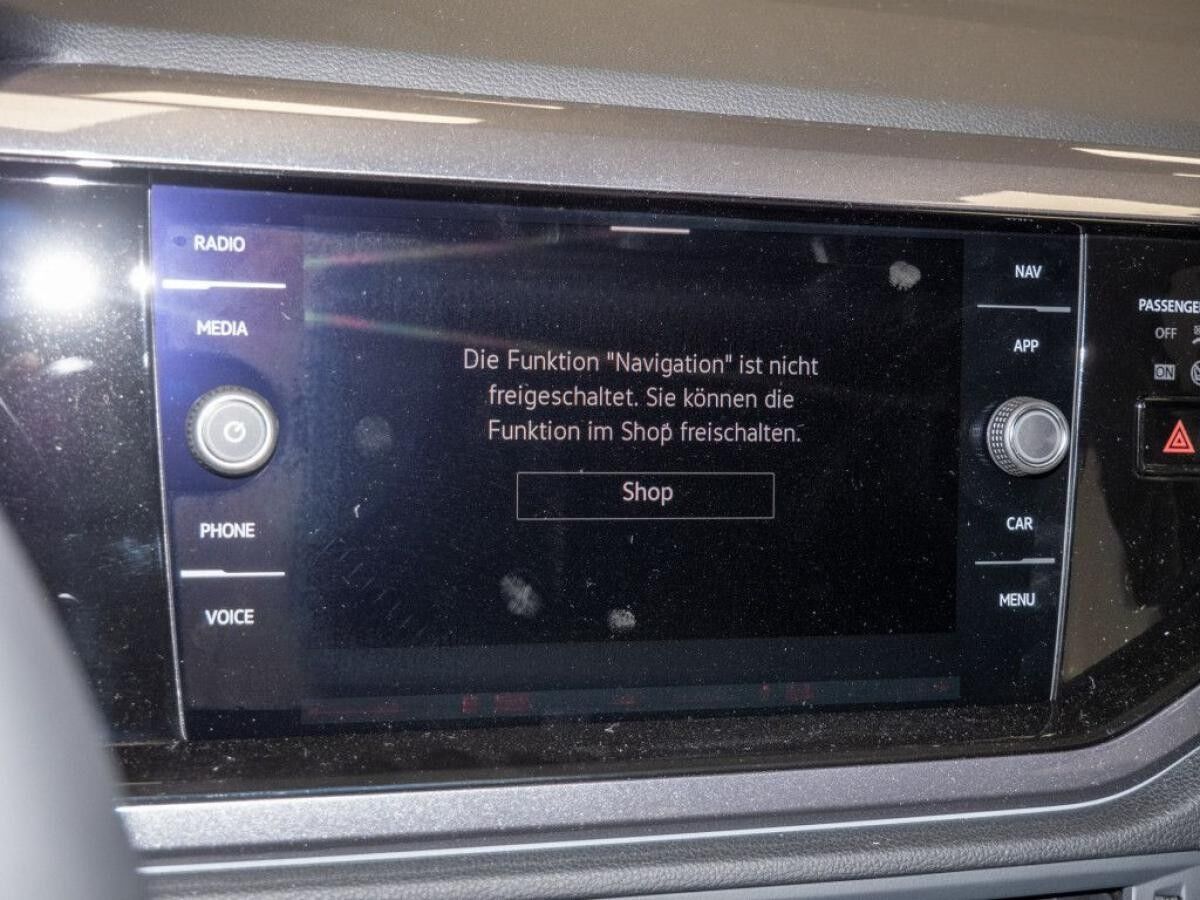 RADIO
MEDIA
PHONE
VOICE
Die Funktion "Navigation" ist nicht
freigeschaltet. Sie können die
Funktion im Shop freischalten.
Shop
NAV
APP
CAR
MENU
OFF
ON